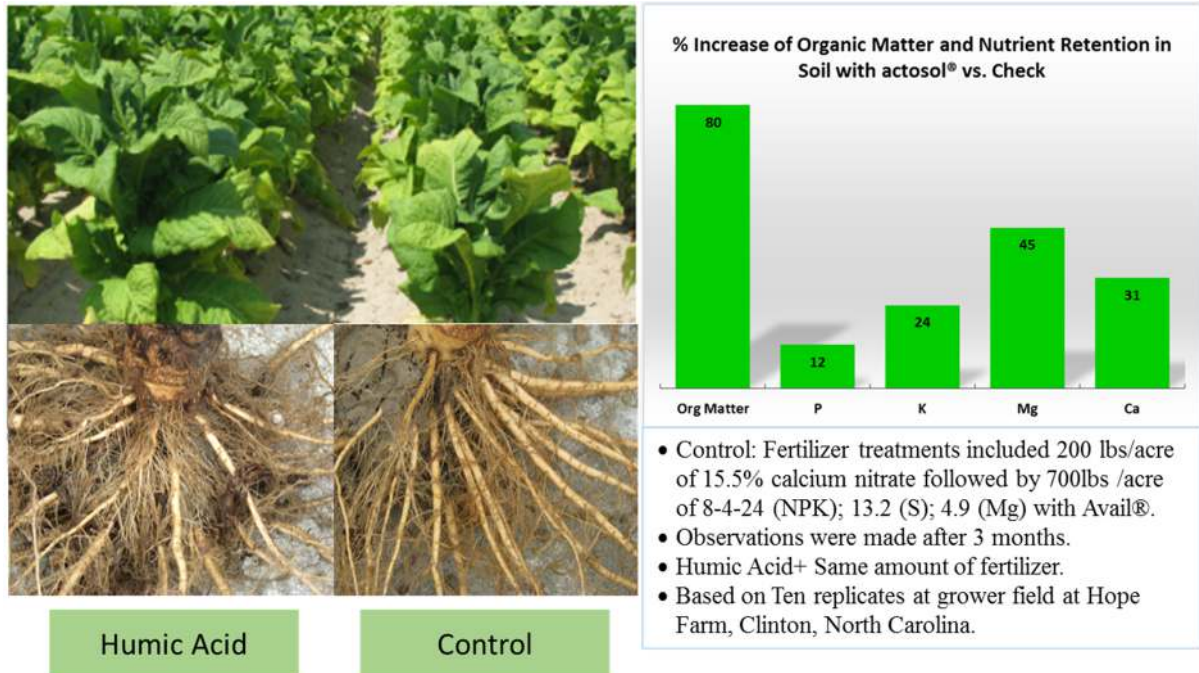 % Increase of Organic Matter and Nutrient Retention in
Soil with actosol® vs. Check
80
12
24
45
31
Org Matter
P
K
Mg
Ca
• Control: Fertilizer treatments included 200 lbs/acre
of 15.5% calcium nitrate followed by 700lbs /acre
of 8-4-24 (NPK); 13.2 (S); 4.9 (Mg) with Avail®.
• Observations were made after 3 months.
• Humic Acid+ Same amount of fertilizer.
• Based on Ten replicates at grower field at Hope
Farm, Clinton, North Carolina.
Humic Acid
Control